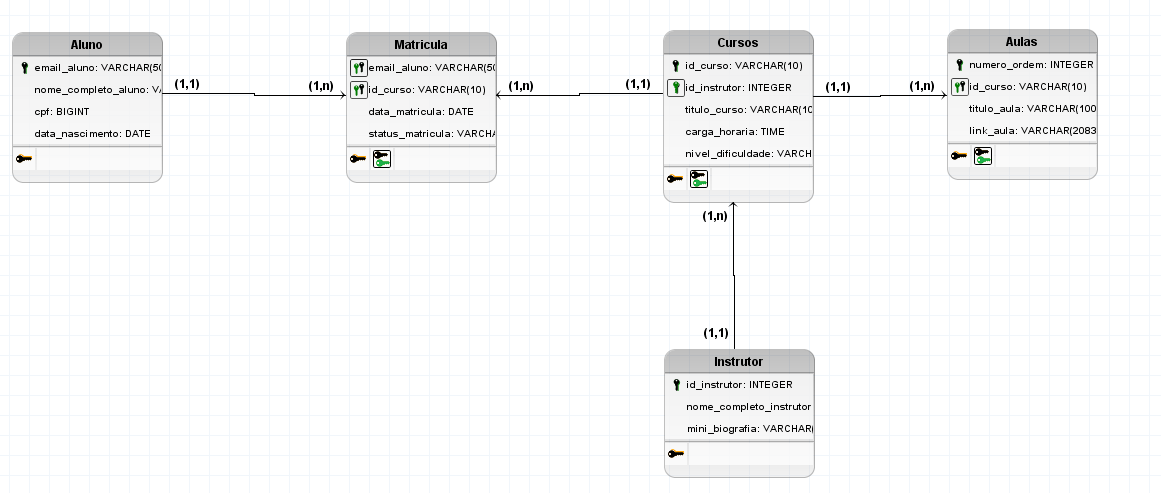 Aluno
email_aluno: VARCHAR(50
nome_completo_aluno: VA
cpf: BIGINT
data_nascimento: DATE
(1,1)
(1,n)
Matricula
email_aluno: VARCHAR(50
id_curso: VARCHAR(10)
data_matricula: DATE
status_matricula: VARCHA
(1,n)
(1,1)
Cursos
id_curso: VARCHAR(10)
id_instrutor: INTEGER
titulo_curso: VARCHAR(10
carga_horaria: TIME
nivel_dificuldade: VARCH
(1,1)
(1,n)
Aulas
numero_ordem: INTEGER
id_curso: VARCHAR(10)
titulo_aula: VARCHAR(100
link_aula: VARCHAR(2083
(1,n)
(1,1)
Instrutor
id_instrutor: INTEGER
nome_completo_instrutor
mini_biografia: VARCHAR(